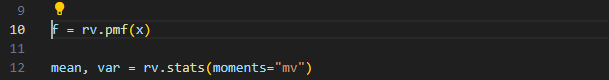 9
10 f = rv.pmf(x)
11
12 mean, var = rv.stats(moments="mv")